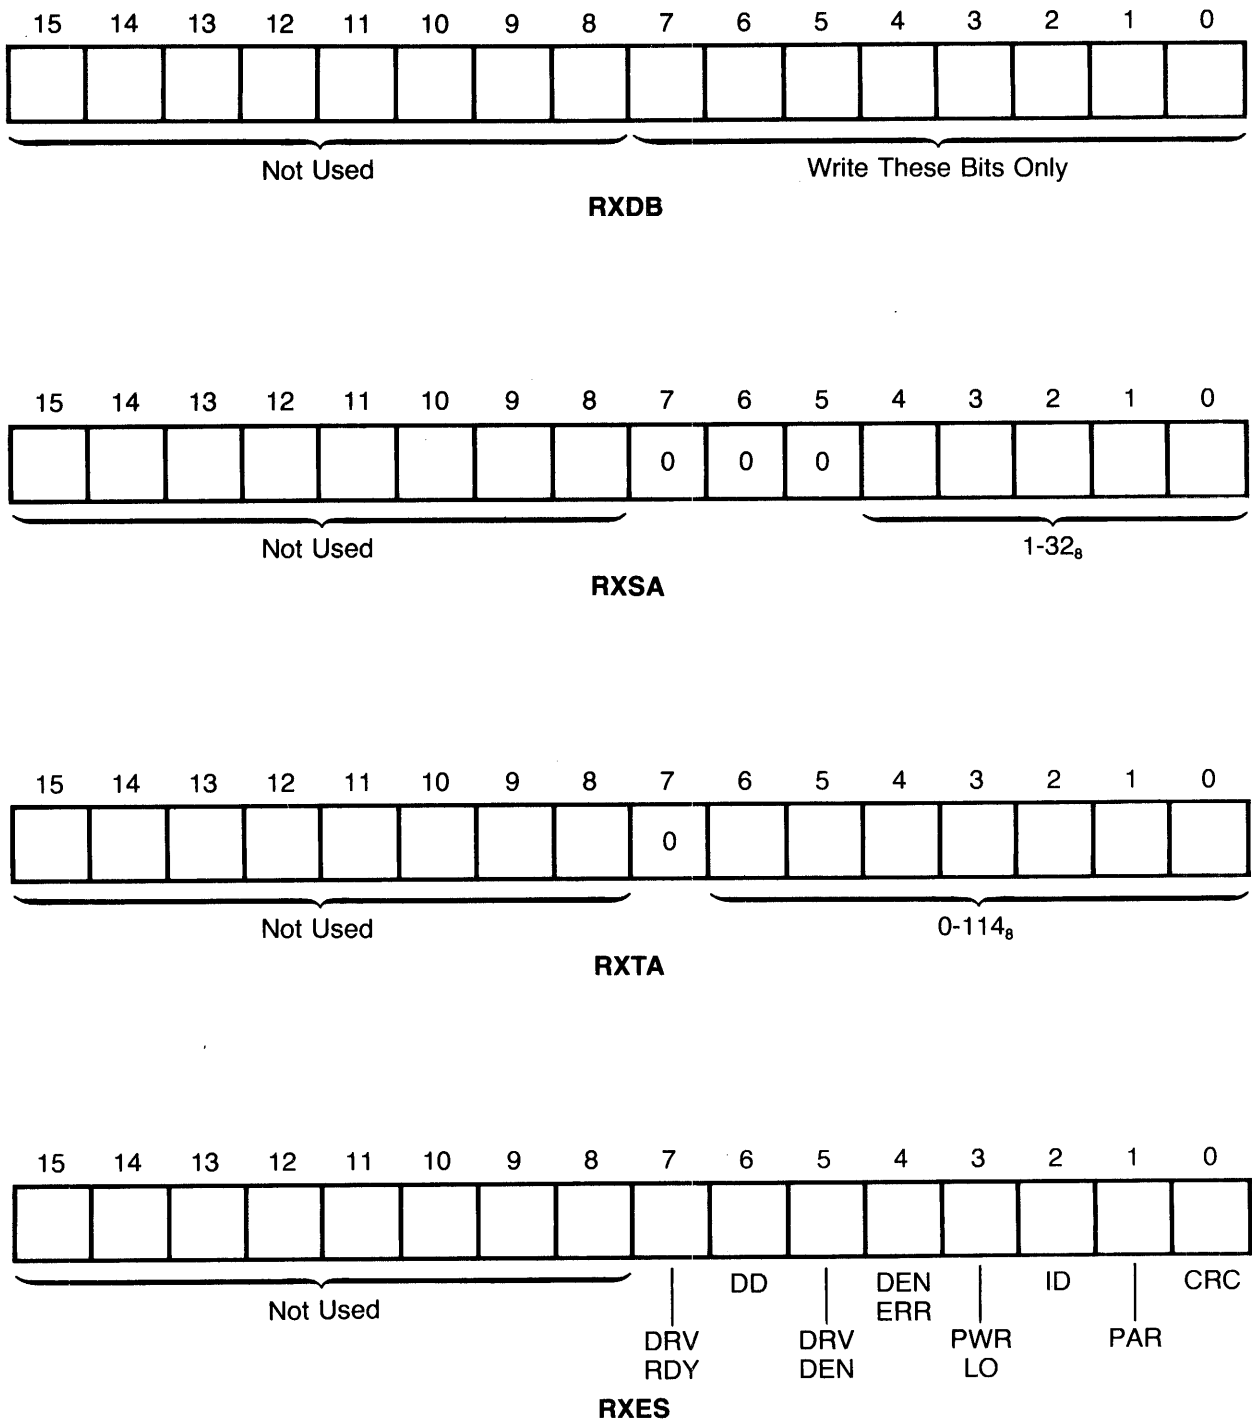 15 14 13 12 11 10 9 8 7 6 5 4 3 2 1 0
Not Used Write These Bits Only
RXDB
15 14 13 12 11 10 9 8 7 6 5 4 3 2 1 0
0 0 0
Not Used 1-32₈
RXSA
15 14 13 12 11 10 9 8 7 6 5 4 3 2 1 0
0
Not Used 0-114₈
RXTA
15 14 13 12 11 10 9 8 7 6 5 4 3 2 1 0
DD DEN ID CRC
Not Used ERR
DRV DRV PWR PAR
RDY DEN LO
RXES